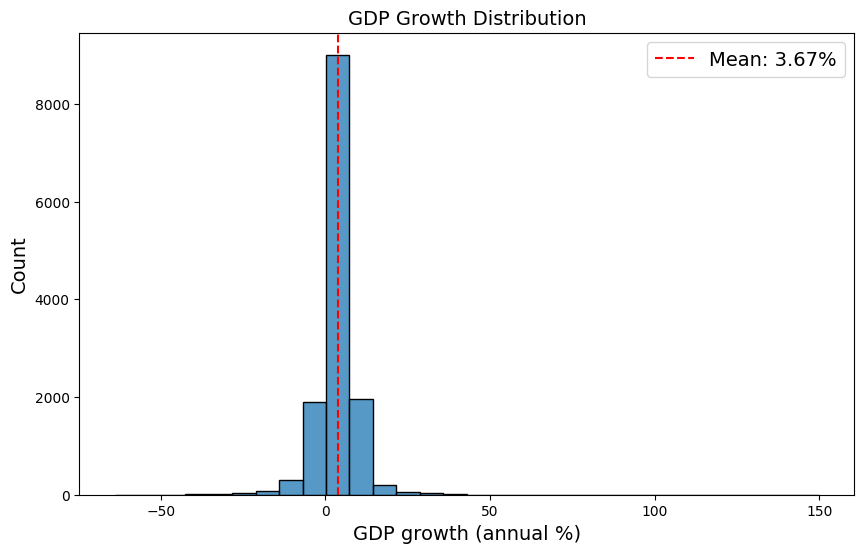 GDP Growth Distribution
Mean: 3.67%
8000
6000
4000
2000
0
Count
−50
0
50
100
150
GDP growth (annual %)